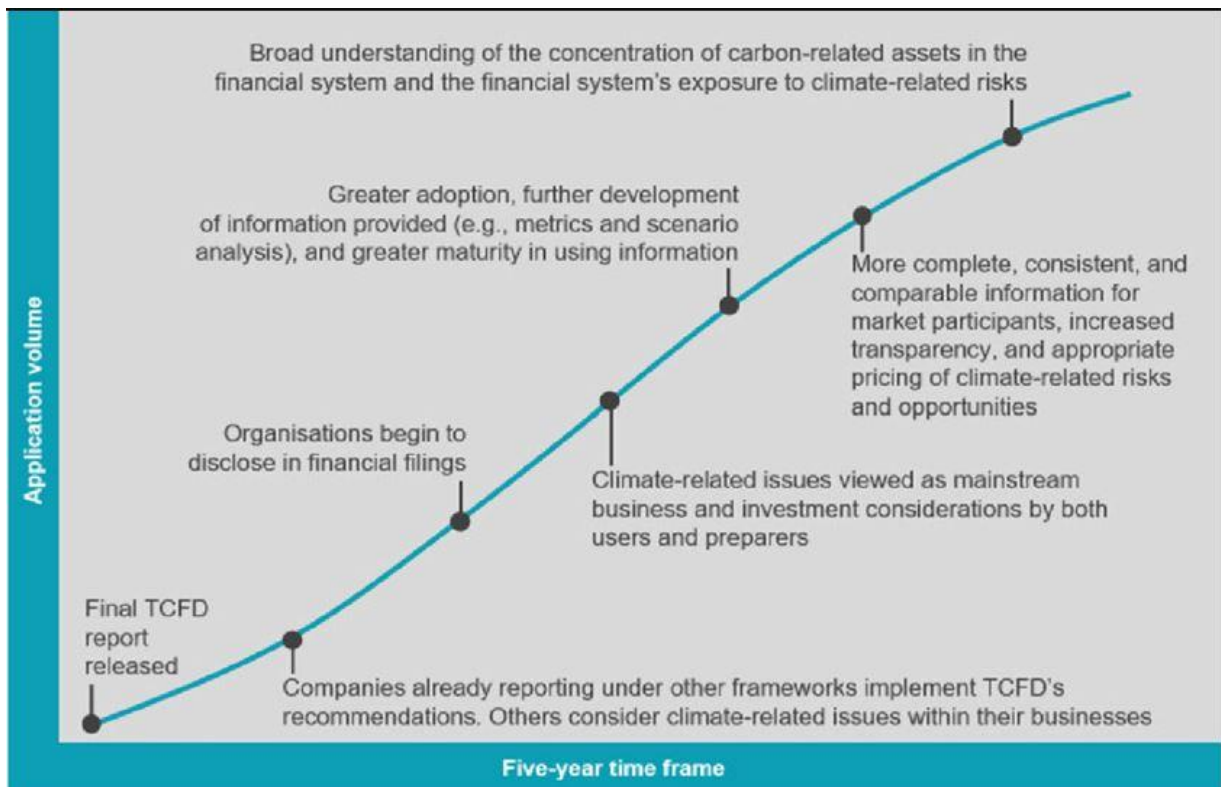 Broad understanding of the concentration of carbon-related assets in the
financial system and the financial system's exposure to climate-related risks
Greater adoption, further development
of information provided (e.g., metrics and scenario
analysis), and greater maturity in using information
More complete, consistent, and
comparable information for
market participants, increased
transparency, and appropriate
pricing of climate-related risks
and opportunities
Organisations begin to
disclose in financial filings
Climate-related issues viewed as mainstream
business and investment considerations by both
users and preparers
Final TCFD
report
released
Companies already reporting under other frameworks implement TCFD's
recommendations. Others consider climate-related issues within their businesses
Application volume
Five-year time frame